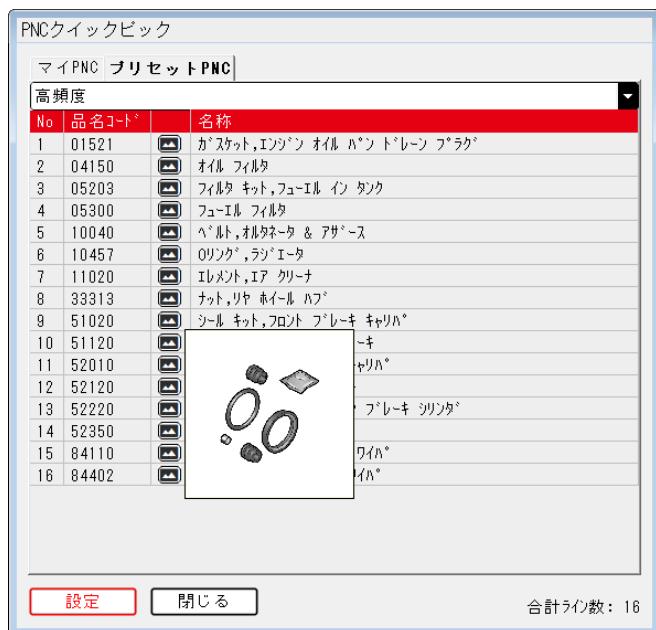 PNCクイックピック
マイPNC プリセットPNC
高頻度
No 品名ｺｰﾄﾞ 名称
1 01521 ｶﾞｽｹｯﾄ,ｴﾝｼﾞﾝ ｵｲﾙ ﾊﾟﾝ ﾄﾞﾚｰﾝ ﾌﾟﾗｸﾞ
2 04150 ｵｲﾙ ﾌｨﾙﾀ
3 05203 ﾌｨﾙﾀ ｷｯﾄ,ﾌｭｰｴﾙ ｲﾝ ﾀﾝｸ
4 05300 ﾌｭｰｴﾙ ﾌｨﾙﾀ
5 10040 ﾍﾞﾙﾄ,ｵﾙﾀﾈｰﾀ & ｱｻﾞｰｽ
6 10457 Oﾘﾝｸﾞ,ﾗｼﾞｴｰﾀ
7 11020 ｴﾚﾒﾝﾄ,ｴｱ ｸﾘｰﾅ
8 33313 ﾅｯﾄ,ﾘﾔ ﾎｲｰﾙ ﾊﾌﾞ
9 51020 ｼｰﾙ ｷｯﾄ,ﾌﾛﾝﾄ ﾌﾞﾚｰｷ ｷｬﾘﾊﾟ
10 51120 ｰｷ
11 52010 ｬﾘﾊﾟ
12 52120
13 52220 ﾌﾞﾚｰｷ ｼﾘﾝﾀﾞ
14 52350
15 84110 ﾜｲﾊﾟ
16 84402 ｲﾊﾟ
設定 閉じる 合計ﾗｲﾝ数: 16